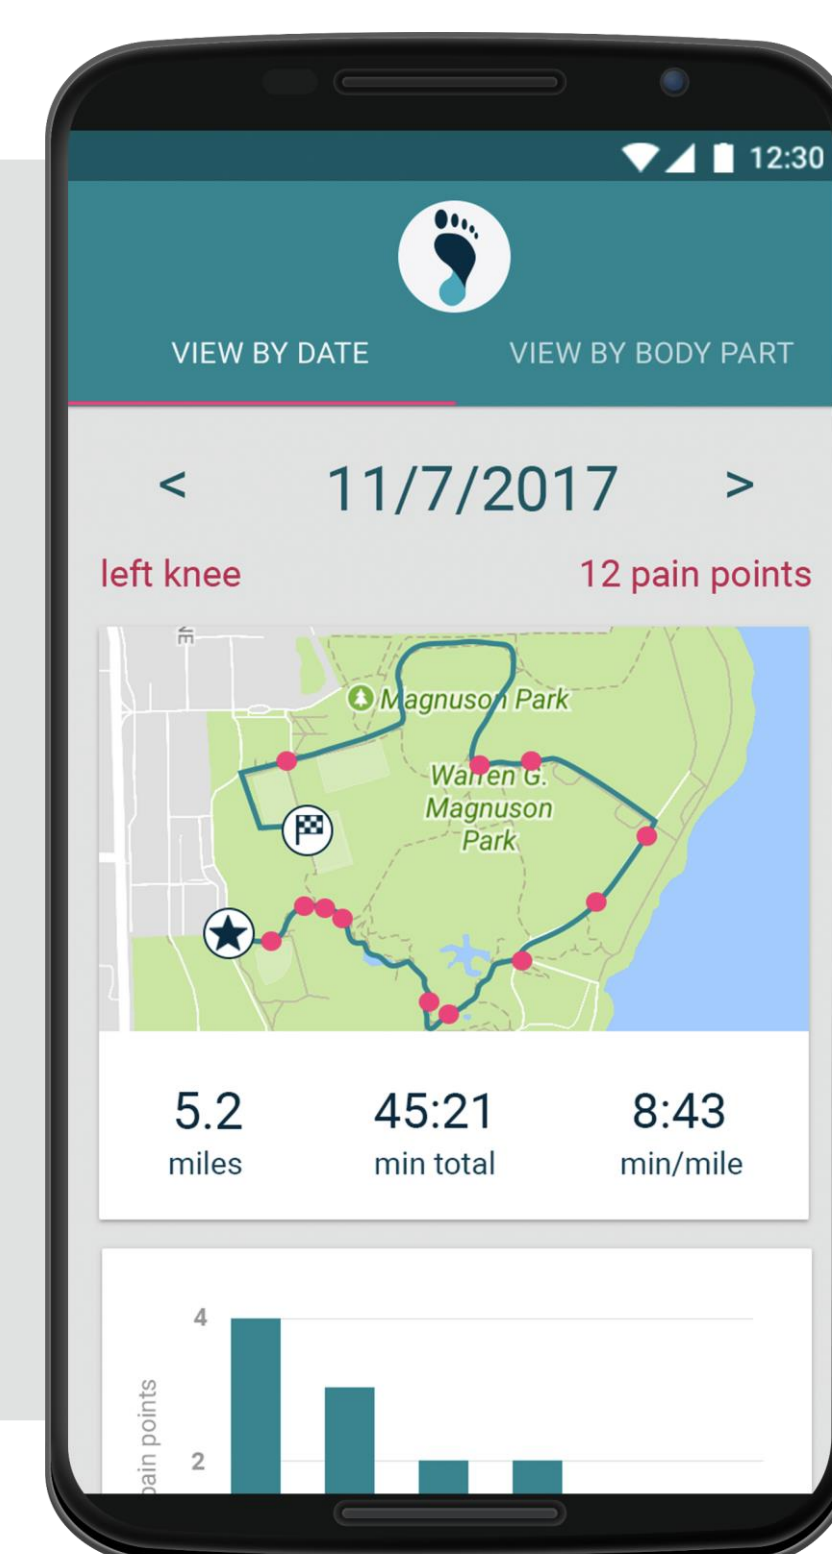 12:30
VIEW BY DATE VIEW BY BODY PART
< 11/7/2017 >
left knee 12 pain points
NE
Magnuson Park
Warren G.
Magnuson
Park
5.2 45:21 8:43
miles min total min/mile
4
pain points
2